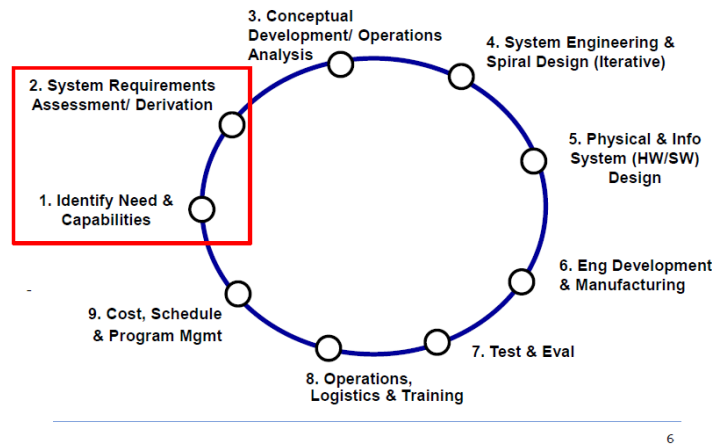 3. Conceptual
Development/ Operations
Analysis
4. System Engineering &
Spiral Design (Iterative)
2. System Requirements
Assessment/ Derivation
5. Physical & Info
System (HW/SW)
Design
1. Identify Need &
Capabilities
6. Eng Development
& Manufacturing
-
9. Cost, Schedule
& Program Mgmt
7. Test & Eval
8. Operations,
Logistics & Training
6